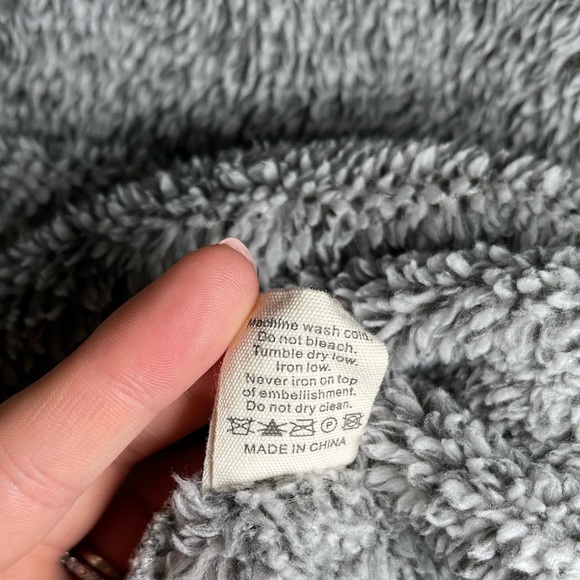 Machine wash cold.
Do not bleach.
Tumble dry low.
Iron low.
Never iron on top
of embellishment.
Do not dry clean.
P
MADE IN CHINA